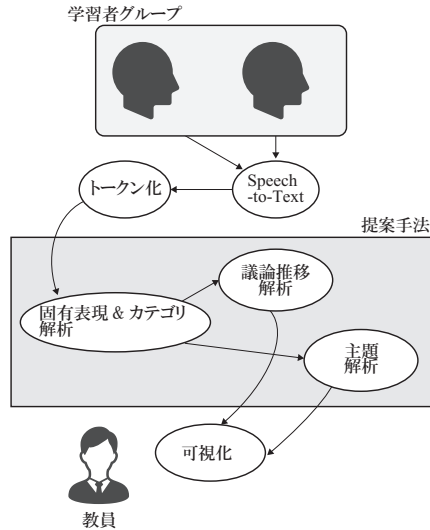 学習者グループ
Speech
-to-Text
トークン化
提案手法
議論推移
解析
固有表現 & カテゴリ
解析
主題
解析
可視化
教員